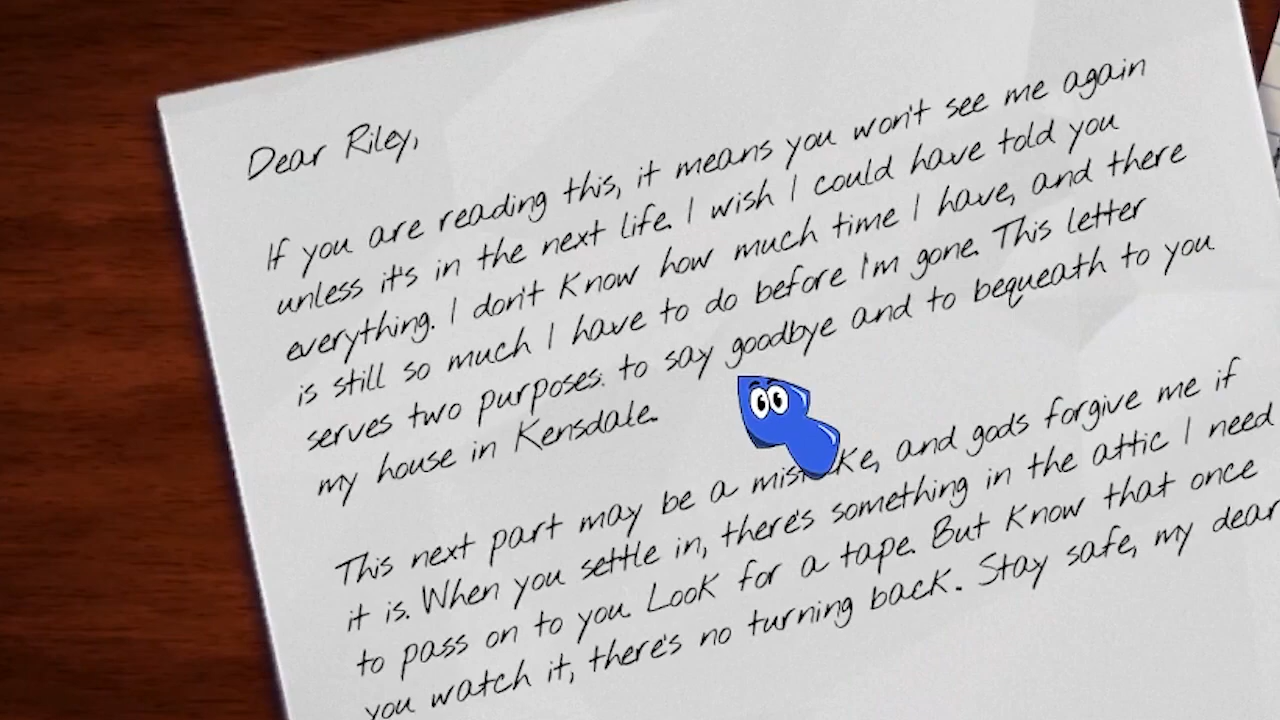 Dear Riley,
If you are reading this, it means you won't see me again
unless it's in the next life. I wish I could have told you
everything. I don't know how much time I have, and there
is still so much I have to do before I'm gone. This letter
serves two purposes: to say goodbye and to bequeath to you
my house in Kensdale.
This next part may be a mistake, and gods forgive me if
it is. When you settle in, there's something in the attic I need
to pass on to you. Look for a tape. But know that once
you watch it, there's no turning back. Stay safe, my dear